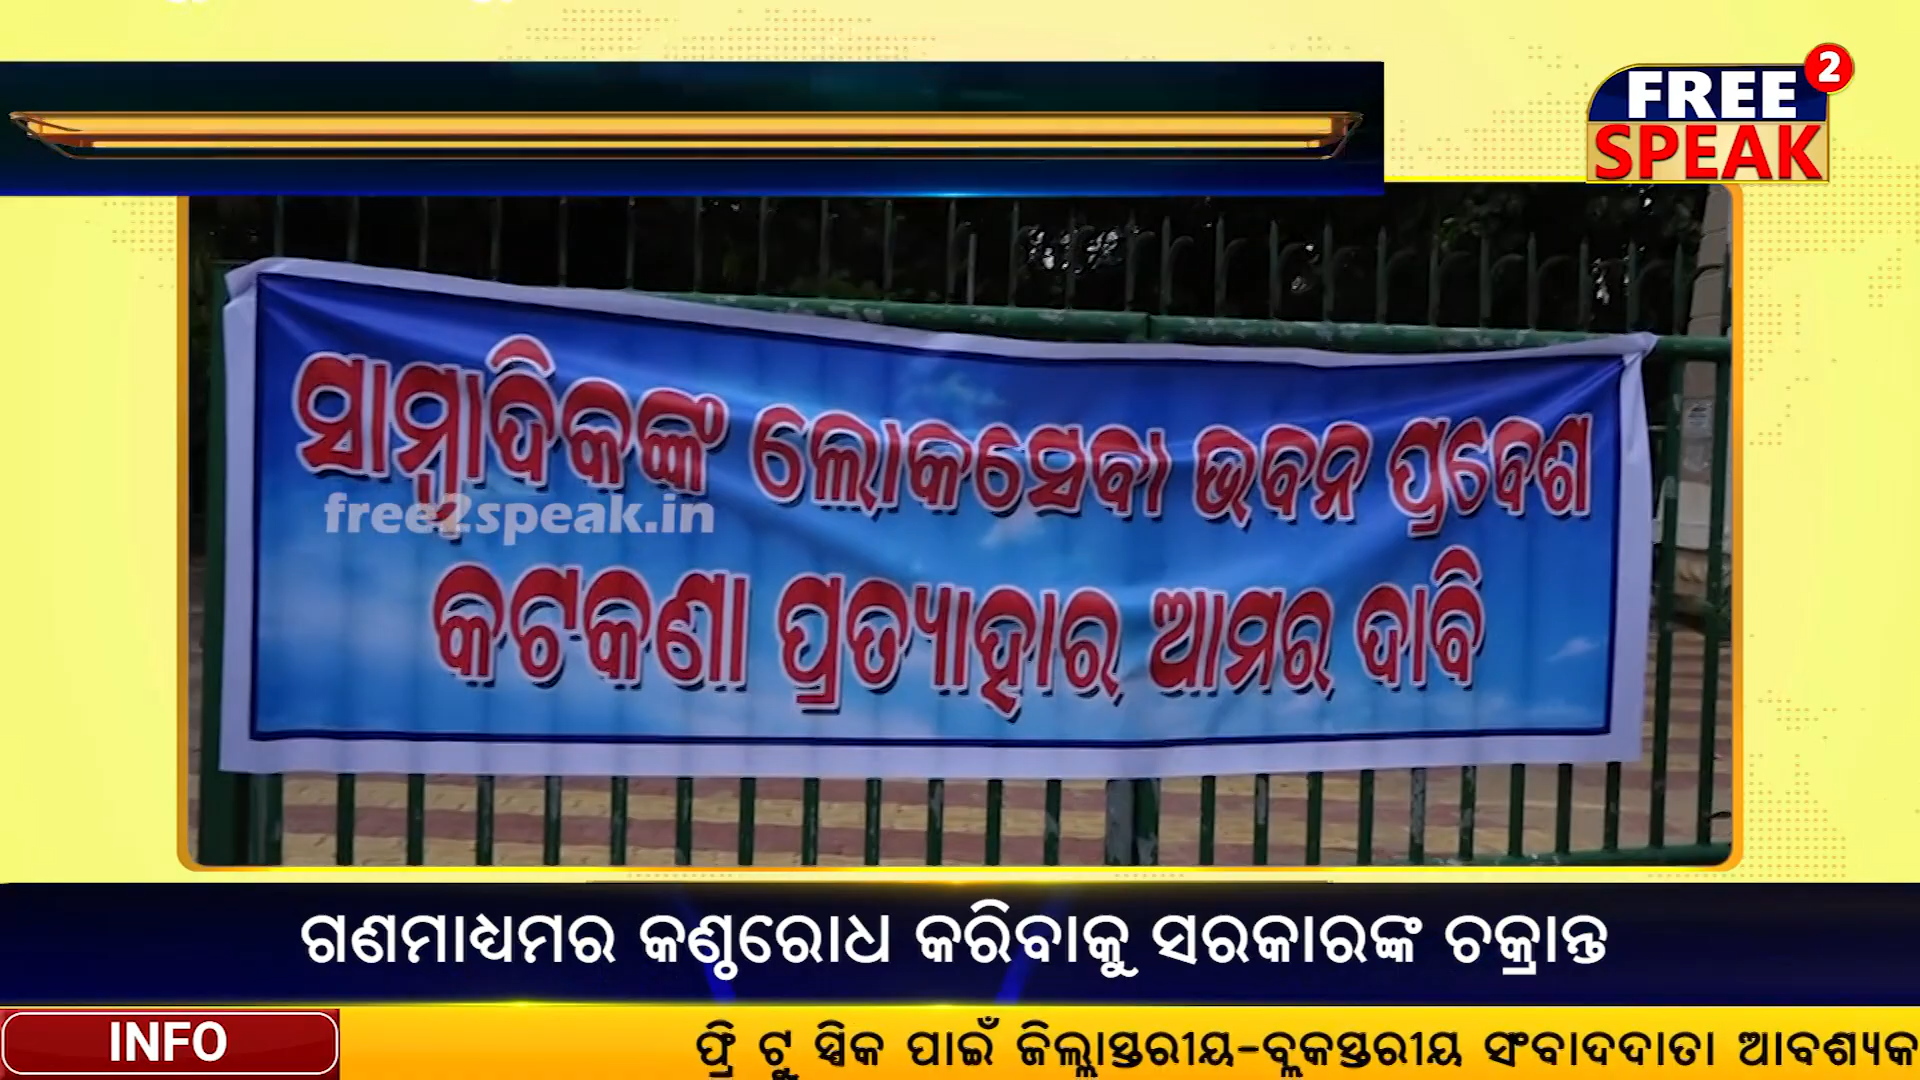 FREE 2
SPEAK
ସାମ୍ବାଦିକଙ୍କ ଲୋକସେବା ଭବନ ପ୍ରବେଶ
free2speak.in
କଟକଣା ପ୍ରତ୍ୟାହାର ଆମର ଦାବି
ଗଣମାଧ୍ୟମର କଣ୍ଠରୋଧ କରିବାକୁ ସରକାରଙ୍କ ଚକ୍ରାନ୍ତ
INFO
ଫ୍ରି ଟୁ ସ୍ପିକ ପାଇଁ ଜିଲ୍ଲାସ୍ତରୀୟ-ବ୍ଲକସ୍ତରୀୟ ସଂବାଦଦାତା ଆବଶ୍ୟକ